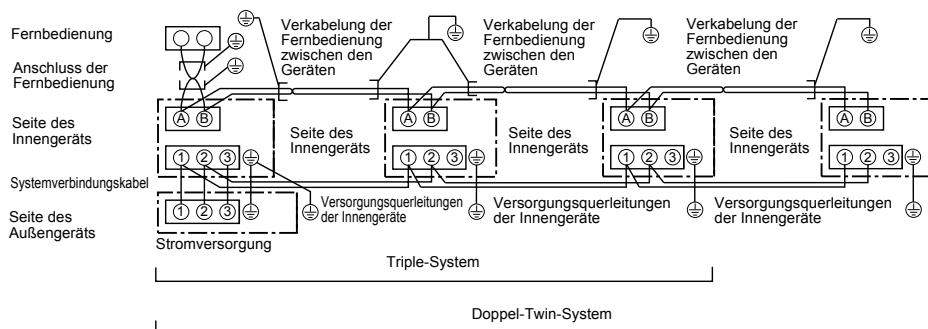 Fernbedienung
Anschluss der
Fernbedienung
Seite des
Innengeräts
Systemverbindungskabel
Seite des
Außengeräts
Verkabelung der
Fernbedienung
zwischen den
Geräten
Verkabelung der
Fernbedienung
zwischen den
Geräten
Verkabelung der
Fernbedienung
zwischen den
Geräten
A B
A B
A B
A B
Seite des
Innengeräts
Seite des
Innengeräts
Seite des
Innengeräts
1 2 3
1 2 3
1 2 3
1 2 3
1 2 3
Versorgungsquerleitungen
der Innengeräte
Versorgungsquerleitungen
der Innengeräte
Versorgungsquerleitungen
der Innengeräte
Stromversorgung
Triple-System
Doppel-Twin-System